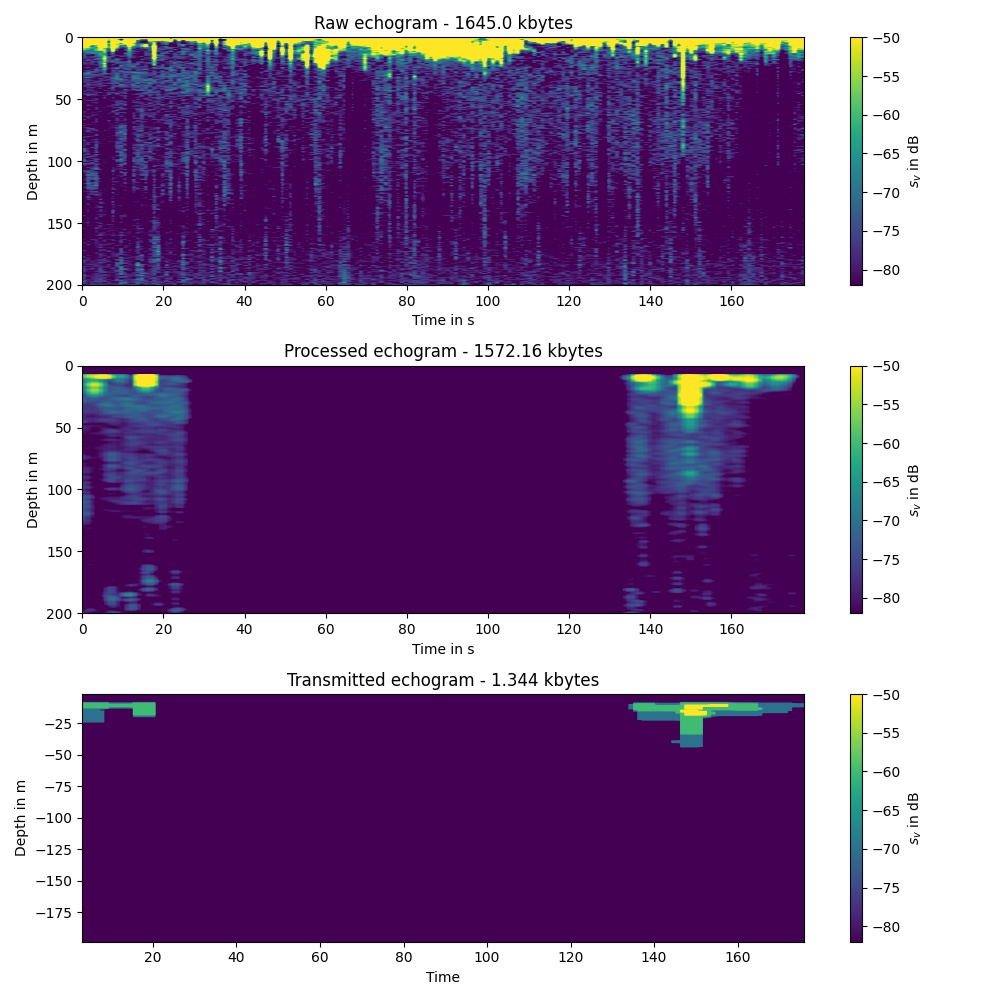 Raw echogram - 1645.0 kbytes
0
50
100
150
200
Depth in m
0 20 40 60 80 100 120 140 160
Time in s
−50
−55
−60
−65
−70
−75
−80
sv in dB
Processed echogram - 1572.16 kbytes
0
50
100
150
200
Depth in m
0 20 40 60 80 100 120 140 160
Time in s
−50
−55
−60
−65
−70
−75
−80
sv in dB
Transmitted echogram - 1.344 kbytes
−25
−50
−75
−100
−125
−150
−175
Depth in m
20 40 60 80 100 120 140 160
Time
−50
−55
−60
−65
−70
−75
−80
sv in dB